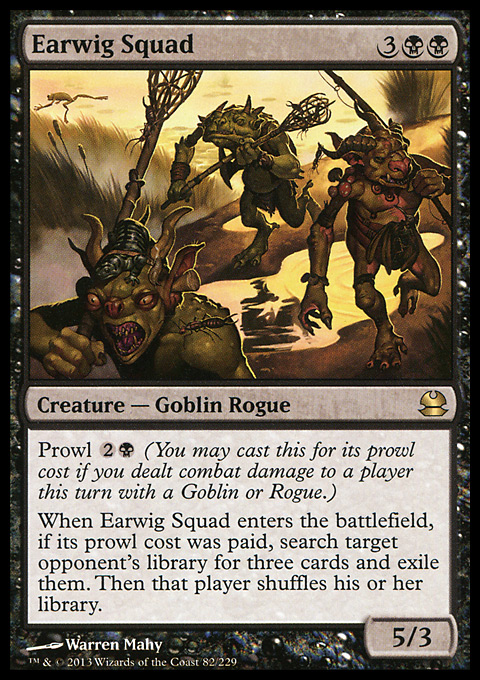 Earwig Squad 3
Creature — Goblin Rogue
Prowl 2 (You may cast this for its prowl
cost if you dealt combat damage to a player
this turn with a Goblin or Rogue.)
When Earwig Squad enters the battlefield,
if its prowl cost was paid, search target
opponent's library for three cards and exile
them. Then that player shuffles his or her
library.
Warren Mahy
5/3
™ & © 2013 Wizards of the Coast 82/229